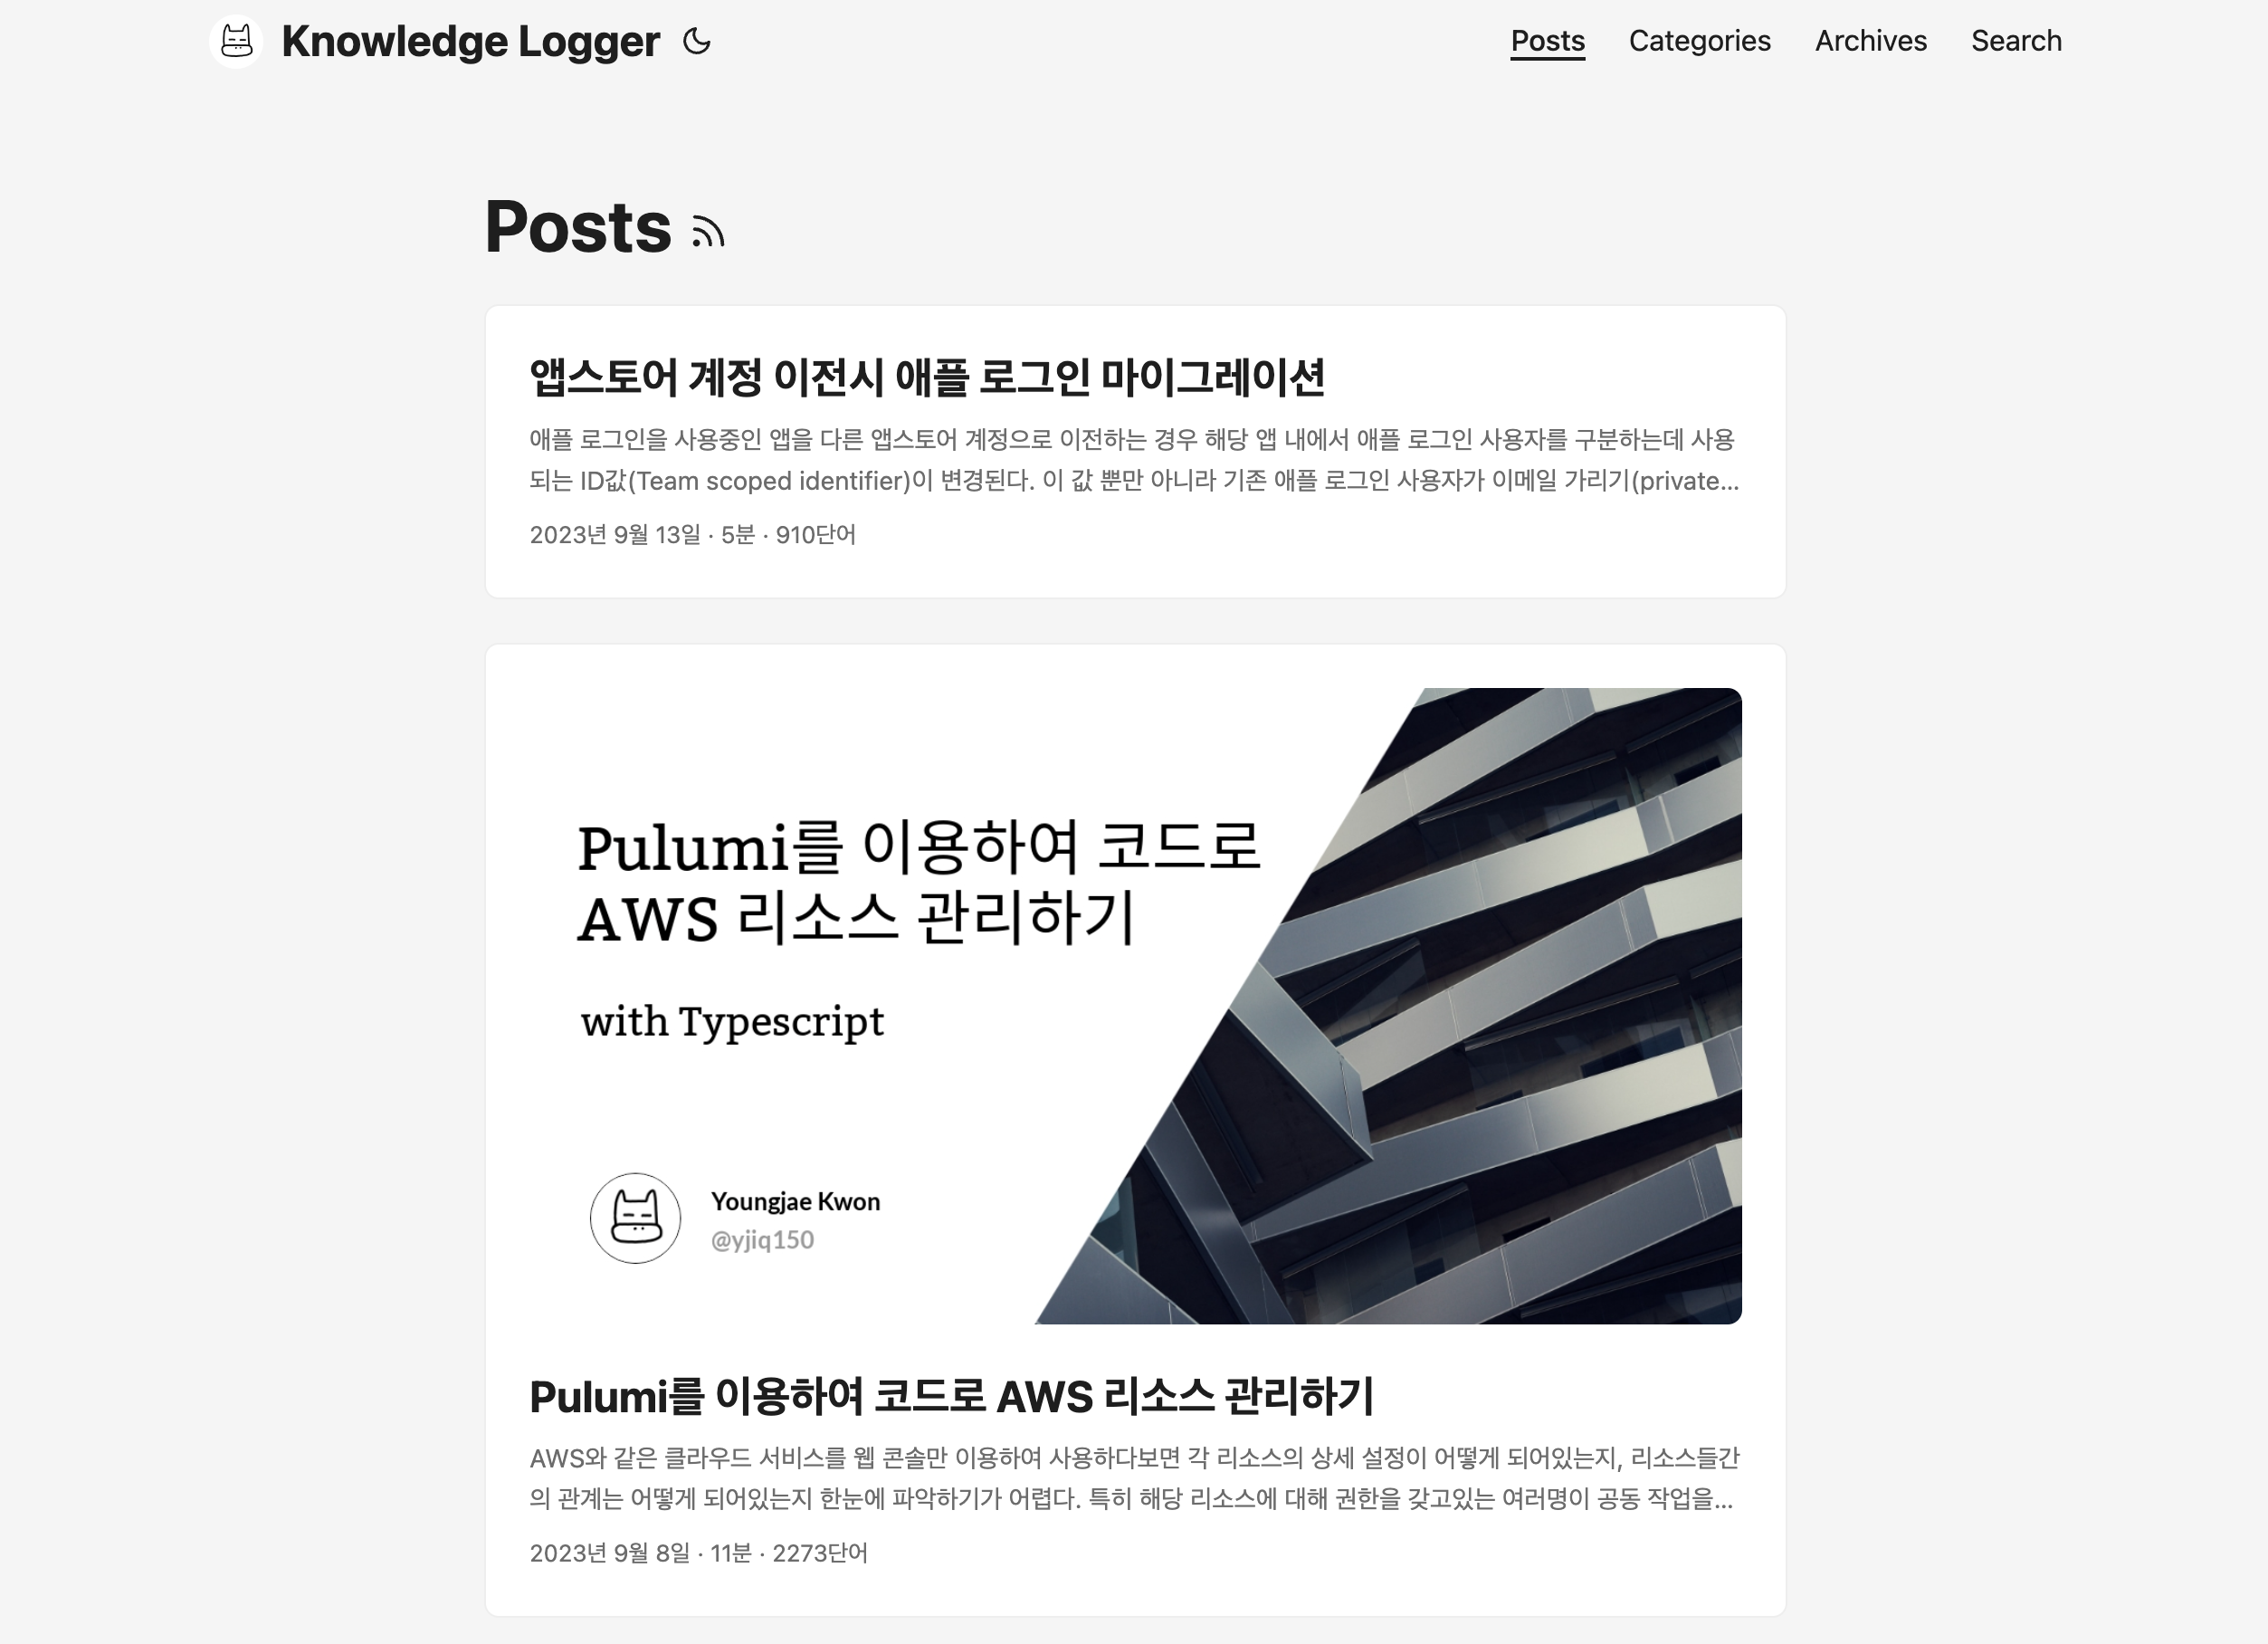 Knowledge Logger
Posts Categories Archives Search
Posts
앱스토어 계정 이전시 애플 로그인 마이그레이션
애플 로그인을 사용중인 앱을 다른 앱스토어 계정으로 이전하는 경우 해당 앱 내에서 애플 로그인 사용자를 구분하는데 사용
되는 ID값(Team scoped identifier)이 변경된다. 이 값 뿐만 아니라 기존 애플 로그인 사용자가 이메일 가리기(private...
2023년 9월 13일 · 5분 · 910단어
Pulumi를 이용하여 코드로
AWS 리소스 관리하기
with Typescript
Youngjae Kwon
@yjiq150
Pulumi를 이용하여 코드로 AWS 리소스 관리하기
AWS와 같은 클라우드 서비스를 웹 콘솔만 이용하여 사용하다보면 각 리소스의 상세 설정이 어떻게 되어있는지, 리소스들간
의 관계는 어떻게 되어있는지 한눈에 파악하기가 어렵다. 특히 해당 리소스에 대해 권한을 갖고있는 여러명이 공동 작업을...
2023년 9월 8일 · 11분 · 2273단어